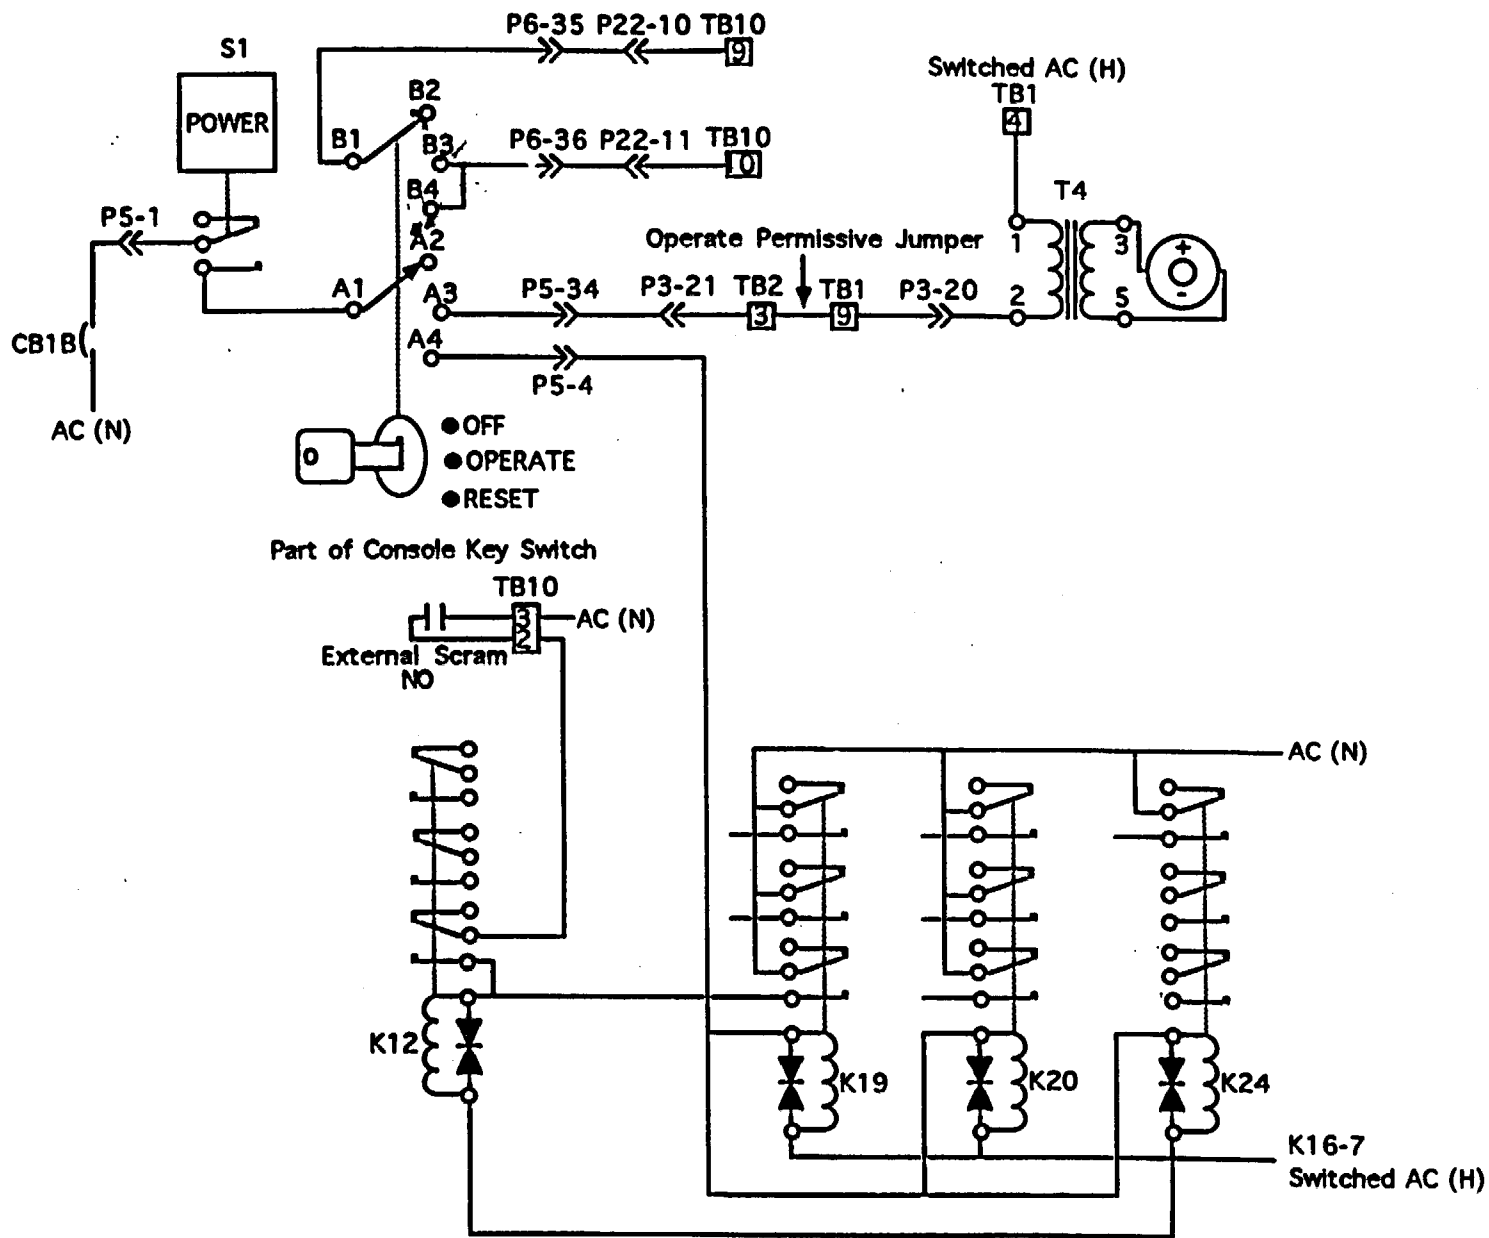 P6-35 P22-10 TB10
9
S1
POWER
B2
B1
B3
P6-36 P22-11 TB10
10
B4
Switched AC (H)
TB1
4
T4
P5-1
A2
Operate Permissive Jumper
1
3
+
-
A1
A3
P5-34
P3-21
TB2
3
TB1
9
P3-20
2
5
CB1B
A4
P5-4
AC (N)
O
OFF
OPERATE
RESET
Part of Console Key Switch
TB10
3
2
AC (N)
External Scram
NO
AC (N)
K12
K19
K20
K24
K16-7
Switched AC (H)